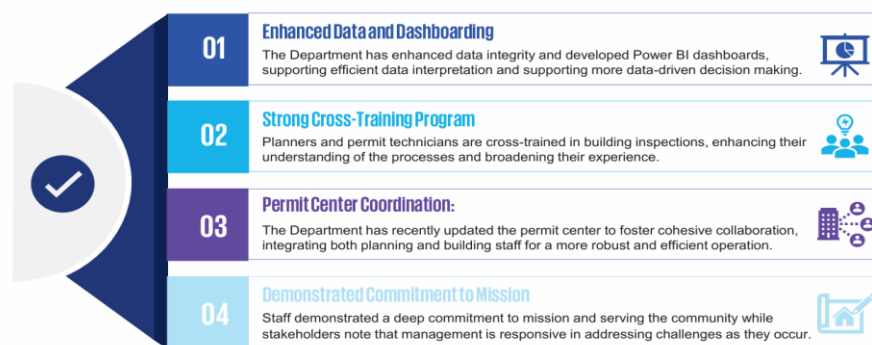 01
Enhanced Data and Dashboarding
The Department has enhanced data integrity and developed Power BI dashboards,
supporting efficient data interpretation and supporting more data-driven decision making.
02
Strong Cross-Training Program
Planners and permit technicians are cross-trained in building inspections, enhancing their
understanding of the processes and broadening their experience.
03
Permit Center Coordination:
The Department has recently updated the permit center to foster cohesive collaboration,
integrating both planning and building staff for a more robust and efficient operation.
04
Demonstrated Commitment to Mission
Staff demonstrated a deep commitment to mission and serving the community while
stakeholders note that management is responsive in addressing challenges as they occur.